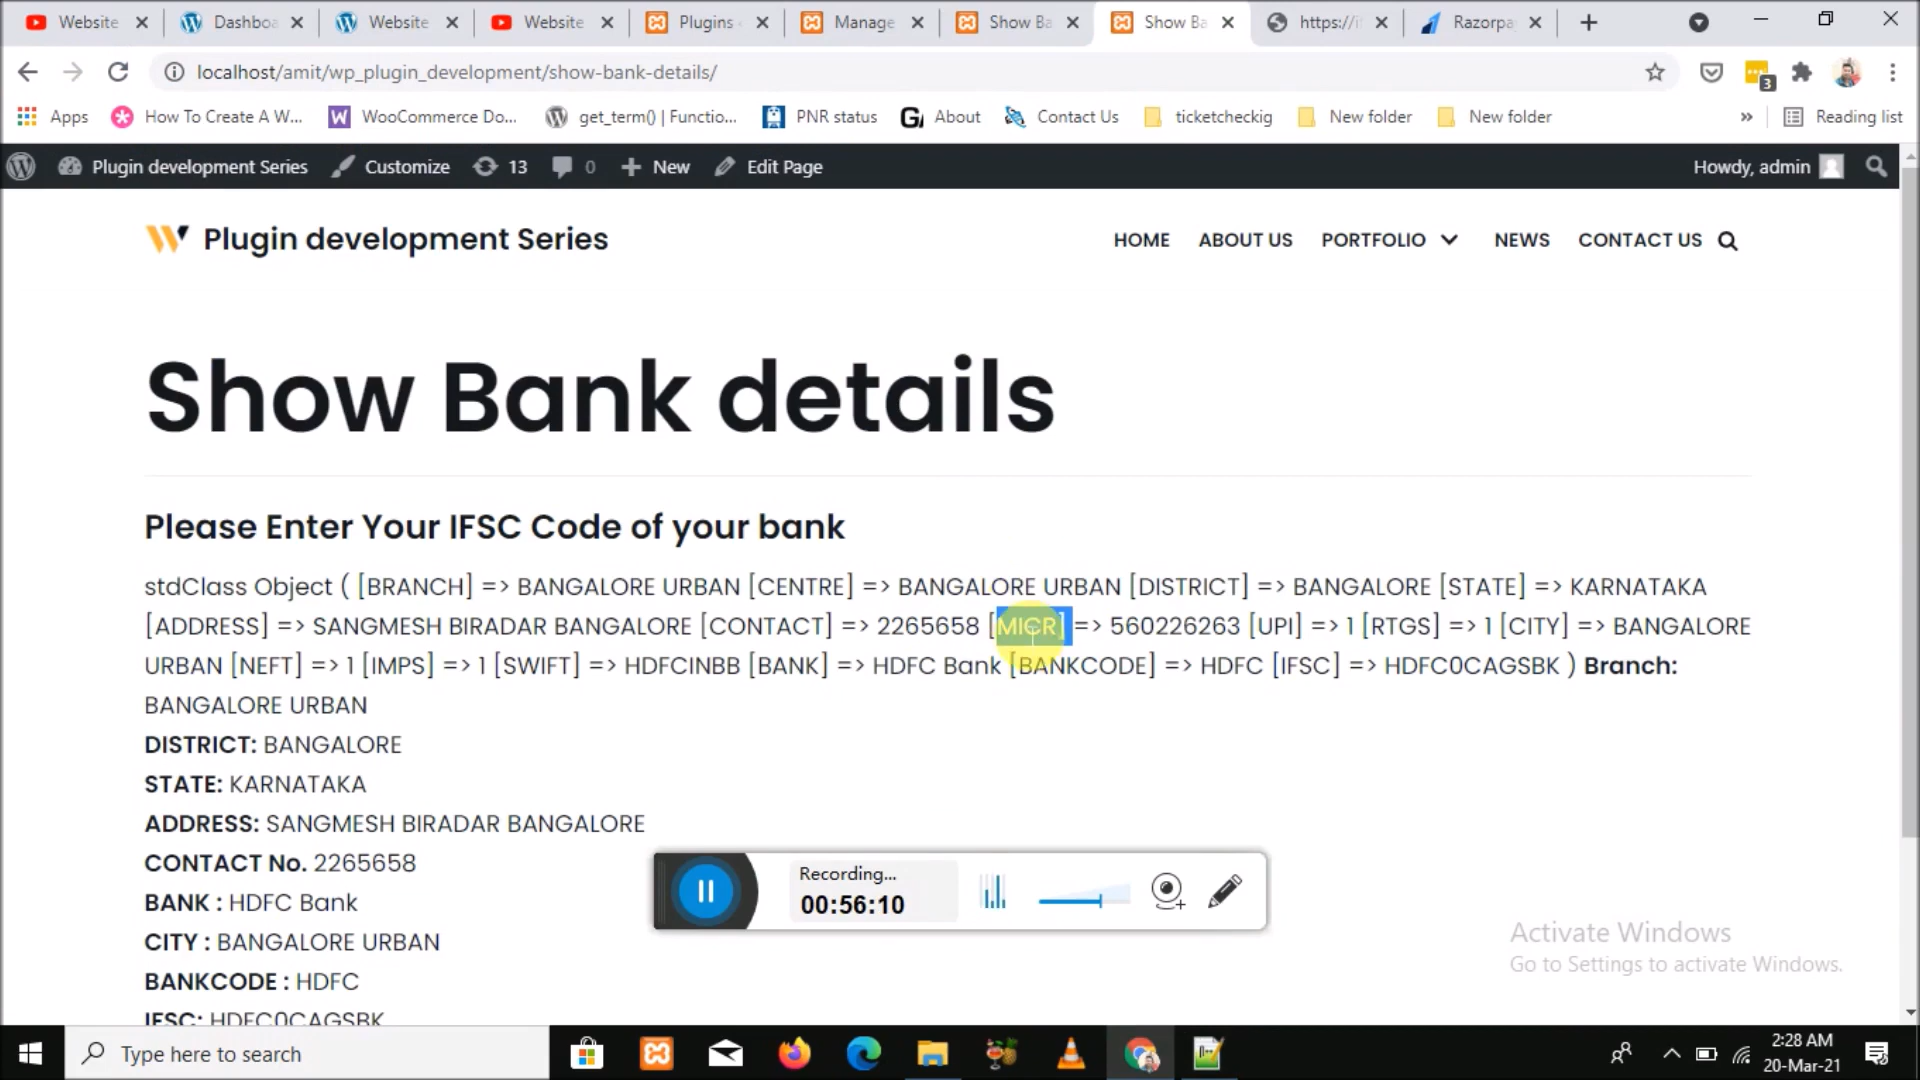 Website
Dashboa
Website
Website
Plugins
Manage
Show Ba
Show Ba
https://if
Razorpa
localhost/amit/wp_plugin_development/show-bank-details/
3
Apps
How To Create A W...
WooCommerce Do...
get_term() | Functio...
PNR status
About
Contact Us
ticketcheckig
New folder
New folder
»
Reading list
Plugin development Series
Customize
13
0
New
Edit Page
Howdy, admin
Plugin development Series
HOME
ABOUT US
PORTFOLIO
NEWS
CONTACT US
Show Bank details
Please Enter Your IFSC Code of your bank
stdClass Object ( [BRANCH] => BANGALORE URBAN [CENTRE] => BANGALORE URBAN [DISTRICT] => BANGALORE [STATE] => KARNATAKA
[ADDRESS] => SANGMESH BIRADAR BANGALORE [CONTACT] => 2265658 [MICR] => 560226263 [UPI] => 1 [RTGS] => 1 [CITY] => BANGALORE
URBAN [NEFT] => 1 [IMPS] => 1 [SWIFT] => HDFCINBB [BANK] => HDFC Bank [BANKCODE] => HDFC [IFSC] => HDFC0CAGSBK ) Branch:
BANGALORE URBAN
DISTRICT: BANGALORE
STATE: KARNATAKA
ADDRESS: SANGMESH BIRADAR BANGALORE
CONTACT No. 2265658
BANK : HDFC Bank
CITY : BANGALORE URBAN
BANKCODE : HDFC
IFSC: HDFC0CAGSBK
Recording...
00:56:10
Activate Windows
Go to Settings to activate Windows.
Type here to search
2:28 AM
20-Mar-21